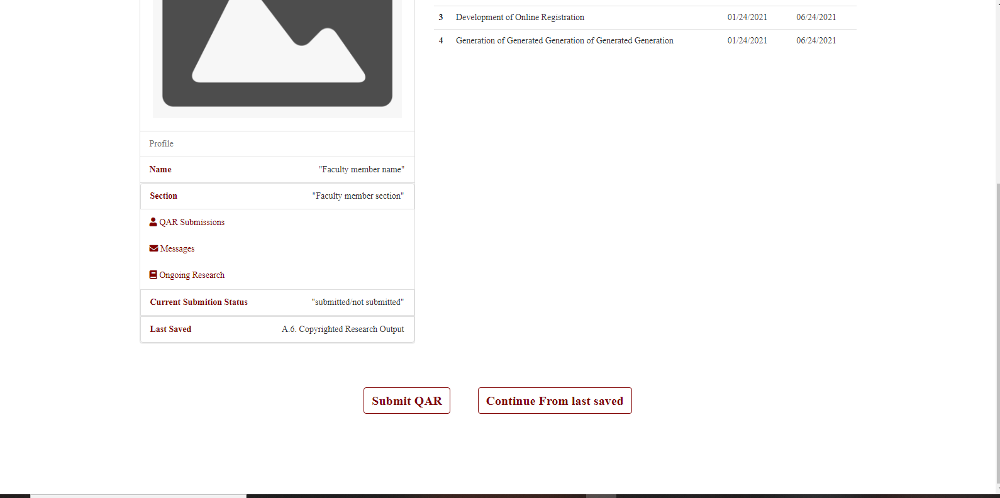 3 Development of Online Registration 01/24/2021 06/24/2021
4 Generation of Generated Generation of Generated Generation 01/24/2021 06/24/2021
Profile
Name "Faculty member name"
Section "Faculty member section"
QAR Submissions
Messages
Ongoing Research
Current Submition Status "submitted/not submitted"
Last Saved A.6. Copyrighted Research Output
Submit QAR Continue From last saved